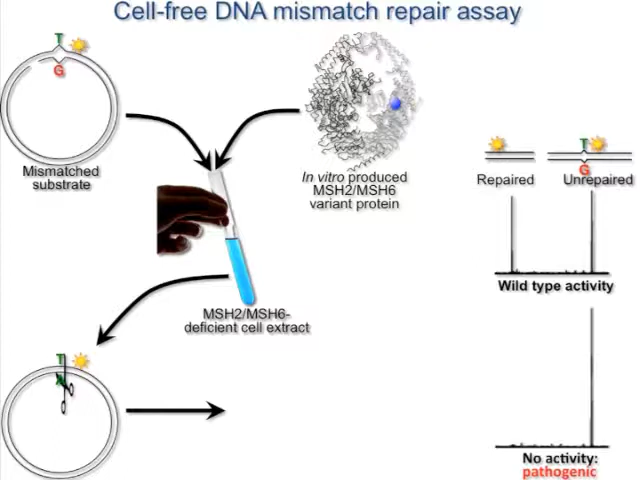 Cell-free DNA mismatch repair assay
T
G
Mismatched
substrate
In vitro produced
MSH2/MSH6
variant protein
MSH2/MSH6-
deficient cell extract
T
A
T
G
Repaired
Unrepaired
Wild type activity
No activity:
pathogenic